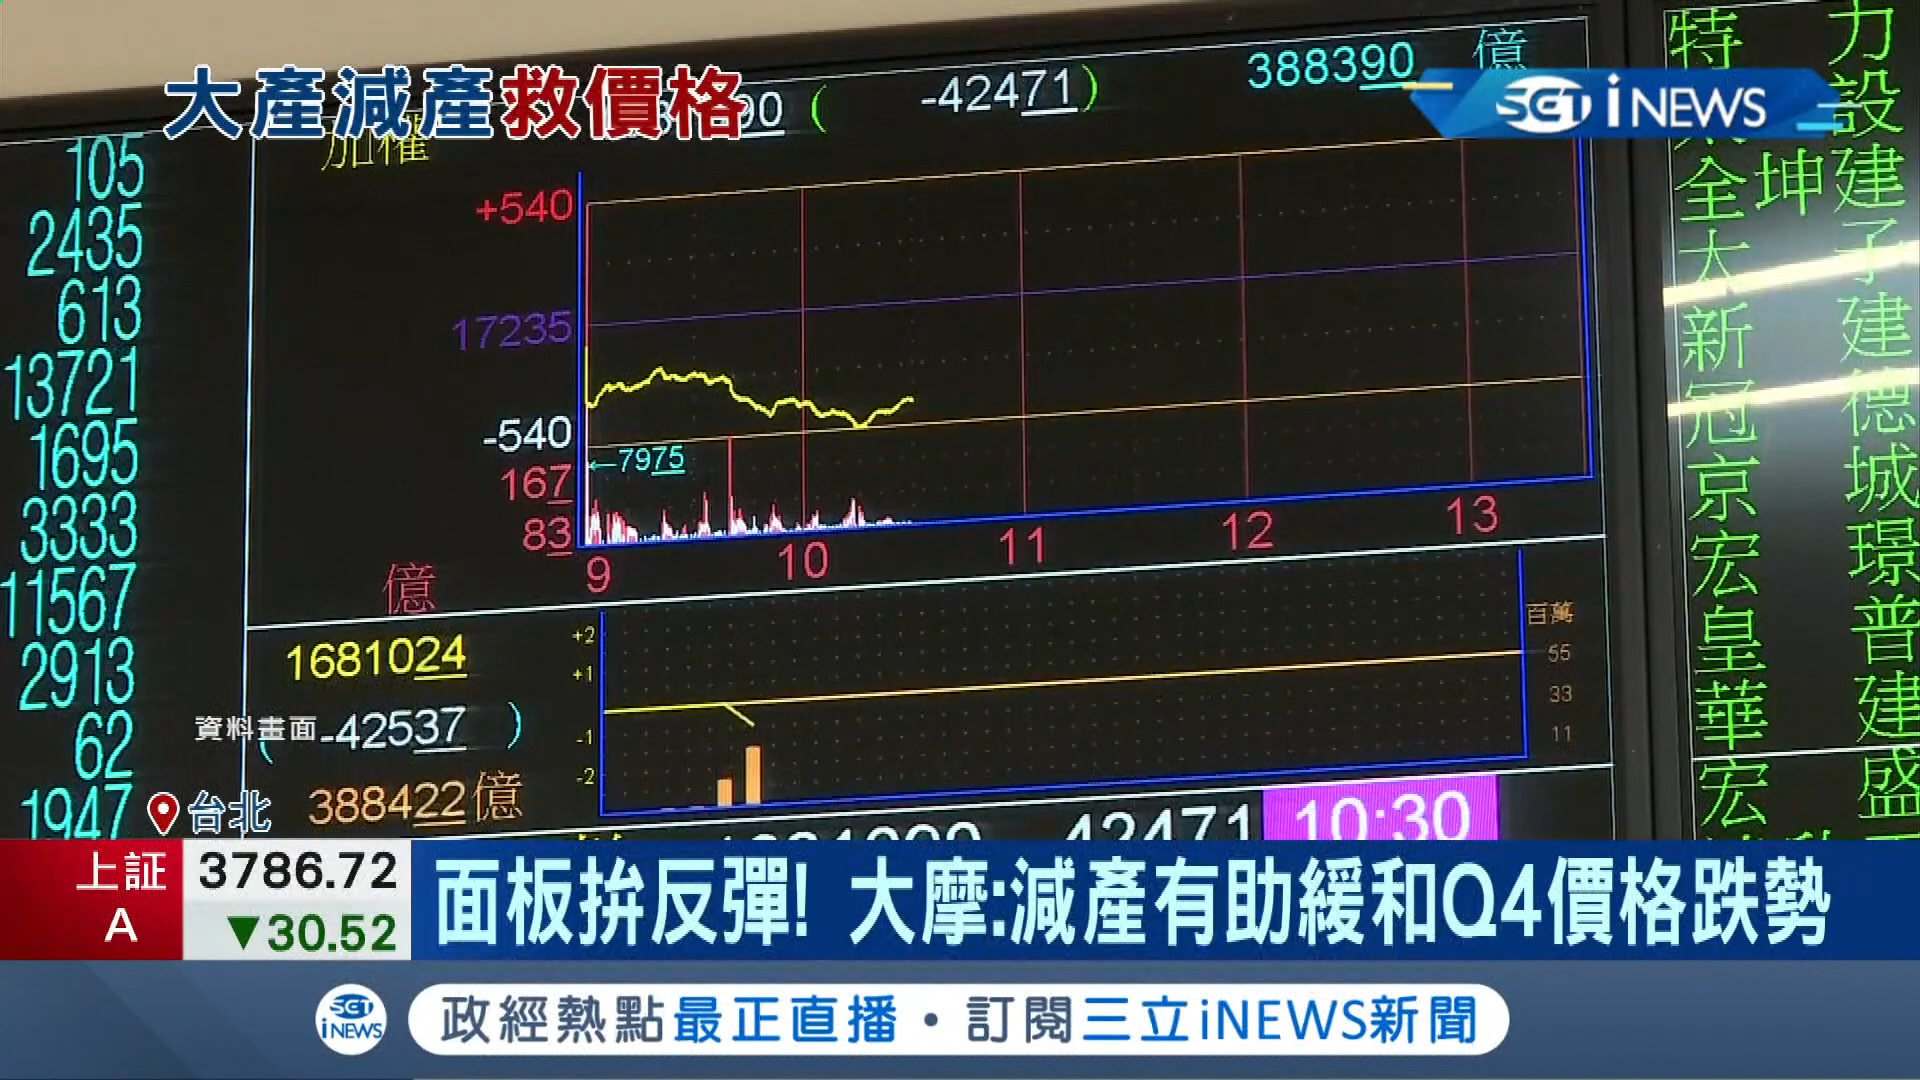 大產減產救價格
SET iNEWS
-42471)
388390 億
加權
+540
17235
-540
←7975
167
83
億
9 10 11 12 13
1681024
(-42537)
388422億
+2
+1
-1
-2
百萬
55
33
11
42471
10:30
105
2435
613
13721
1695
3333
11567
2913
62
1947
特 力
設
全坤建
太 子
新 建
冠 德
京 城
宏 璟
皇 普
華 建
宏 盛
資料畫面
台北
上証
A
3786.72
▼30.52
面板拚反彈! 大摩:減產有助緩和Q4價格跌勢
SET iNEWS
政經熱點最正直播・訂閱三立iNEWS新聞